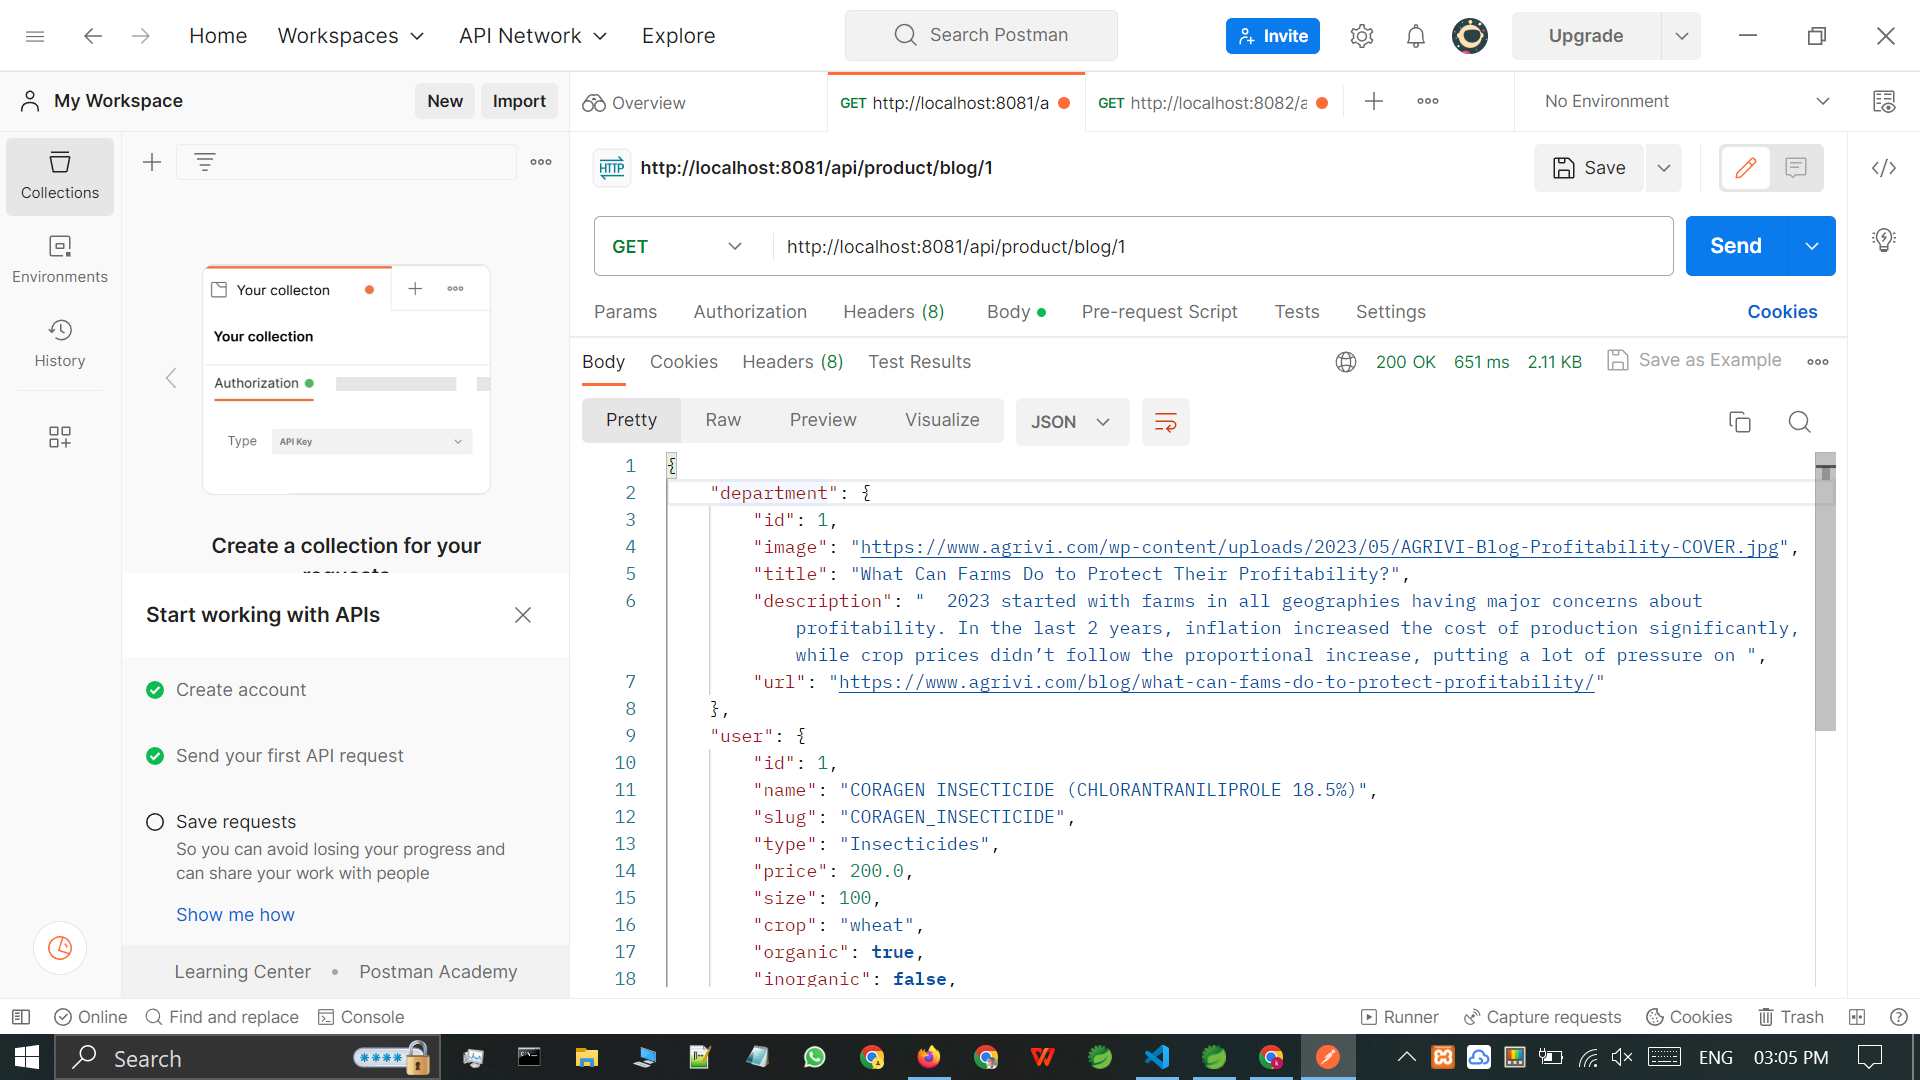 Home
Workspaces
API Network
Explore
Search Postman
Invite
Upgrade
My Workspace
New
Import
Overview
GET http://localhost:8081/a
GET http://localhost:8082/a
No Environment
Collections
Environments
History
Your collecton
Your collection
Authorization
Type
API Key
Create a collection for your
requests
Start working with APIs
Create account
Send your first API request
Save requests
So you can avoid losing your progress and
can share your work with people
Show me how
Learning Center • Postman Academy
HTTP
http://localhost:8081/api/product/blog/1
Save
GET
http://localhost:8081/api/product/blog/1
Send
Params
Authorization
Headers (8)
Body
Pre-request Script
Tests
Settings
Cookies
Body
Cookies
Headers (8)
Test Results
200 OK
651 ms
2.11 KB
Save as Example
Pretty
Raw
Preview
Visualize
JSON
1 {
2 "department": {
3 "id": 1,
4 "image": "https://www.agrivi.com/wp-content/uploads/2023/05/AGRIVI-Blog-Profitability-COVER.jpg",
5 "title": "What Can Farms Do to Protect Their Profitability?",
6 "description": "  2023 started with farms in all geographies having major concerns about
profitability. In the last 2 years, inflation increased the cost of production significantly,
while crop prices didn’t follow the proportional increase, putting a lot of pressure on ",
7 "url": "https://www.agrivi.com/blog/what-can-fams-do-to-protect-profitability/"
8 },
9 "user": {
10 "id": 1,
11 "name": "CORAGEN INSECTICIDE (CHLORANTRANILIPROLE 18.5%)",
12 "slug": "CORAGEN_INSECTICIDE",
13 "type": "Insecticides",
14 "price": 200.0,
15 "size": 100,
16 "crop": "wheat",
17 "organic": true,
18 "inorganic": false,
Online
Find and replace
Console
Runner
Capture requests
Cookies
Trash
Search
ENG
03:05 PM